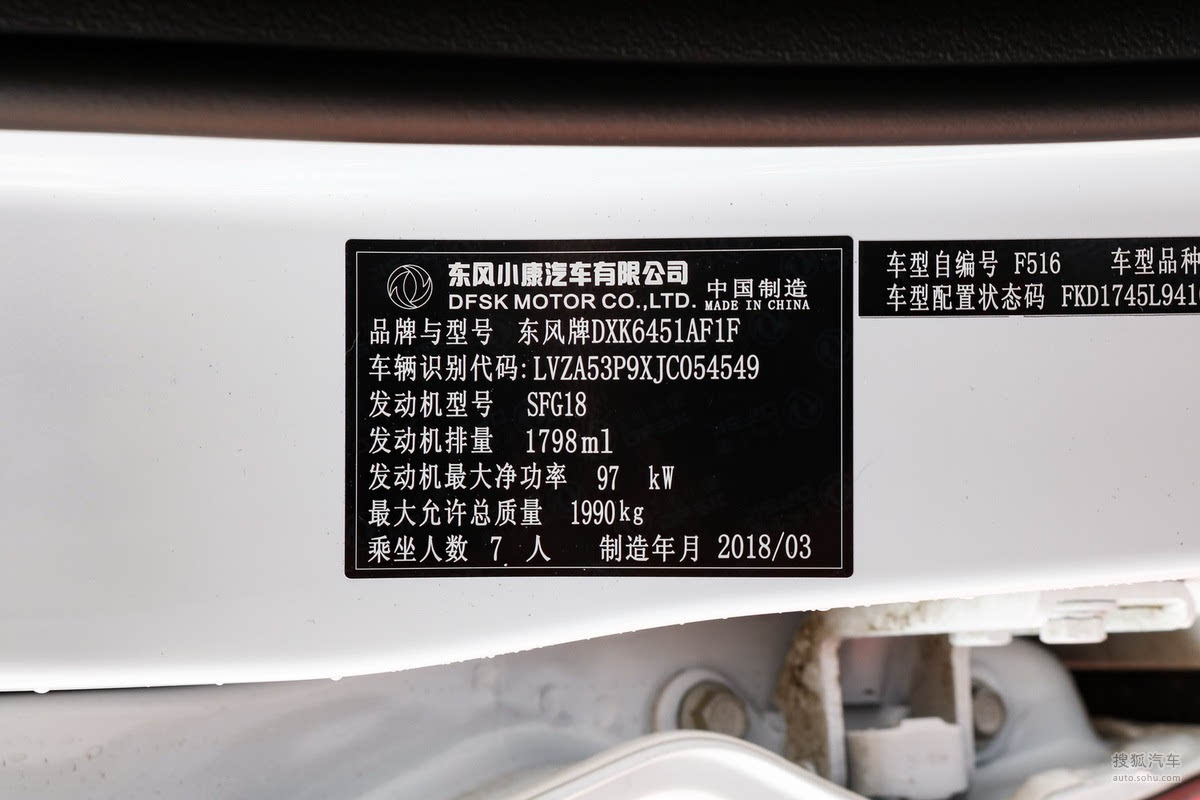 东风小康汽车有限公司
DFSK MOTOR CO.,LTD.
中国制造
MADE IN CHINA
品牌与型号 东风牌DXK6451AF1F
车辆识别代码:LVZA53P9XJC054549
发动机型号 SFG18
发动机排量 1798ml
发动机最大净功率 97 kW
最大允许总质量 1990kg
乘坐人数 7 人 制造年月 2018/03
车型自编号 F516 车型品种
车型配置状态码 FKD1745L941
搜狐汽车
auto.sohu.com